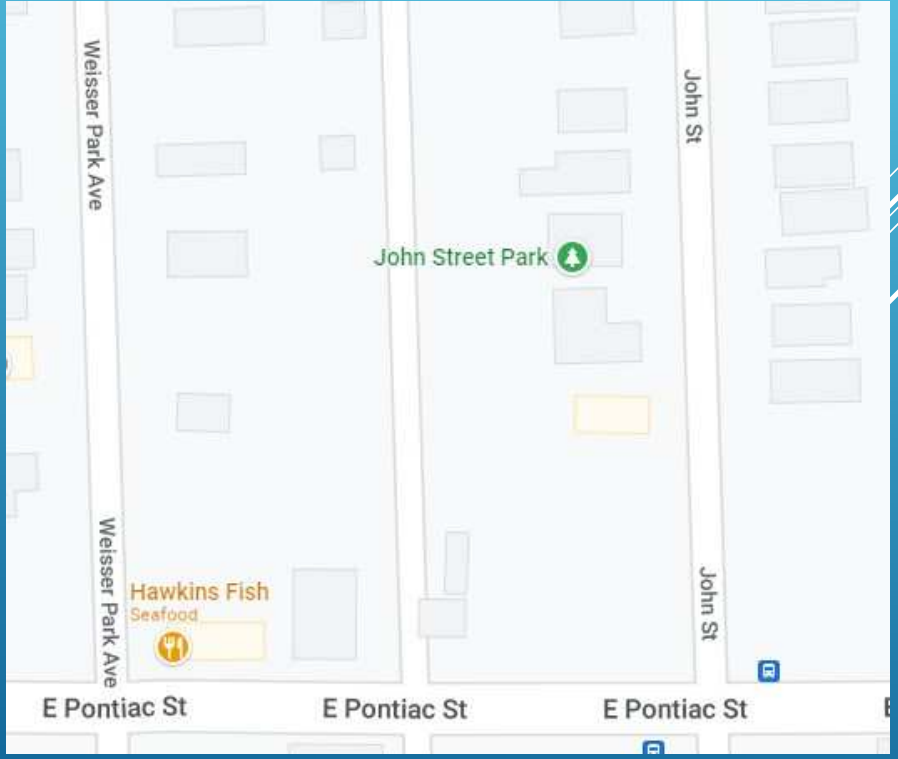 Weisser Park Ave
John St
John Street Park
Weisser Park Ave
John St
Hawkins Fish
Seafood
E Pontiac St
E Pontiac St
E Pontiac St